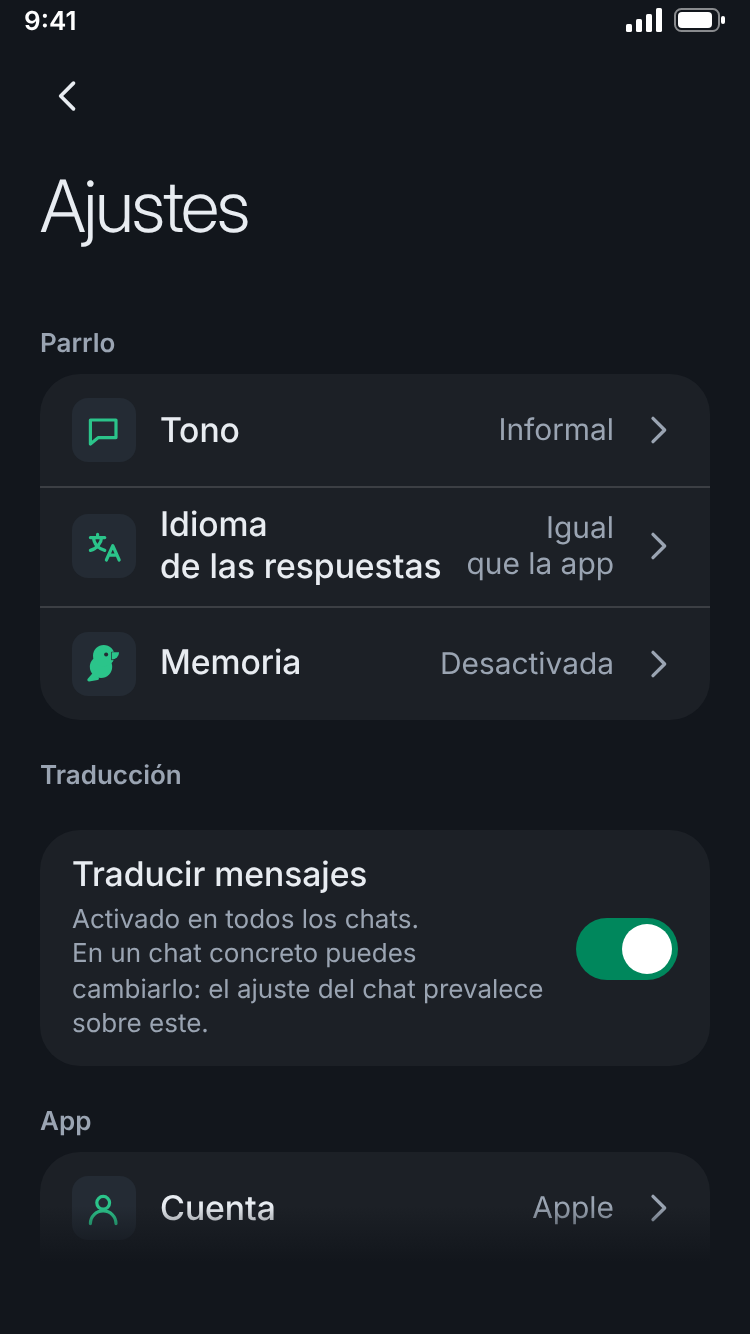 9:41
Ajustes
Parrlo
Tono
Informal
Idioma
de las respuestas
Igual
que la app
Memoria
Desactivada
Traducción
Traducir mensajes
Activado en todos los chats.
En un chat concreto puedes
cambiarlo: el ajuste del chat prevalece
sobre este.
App
Cuenta
Apple